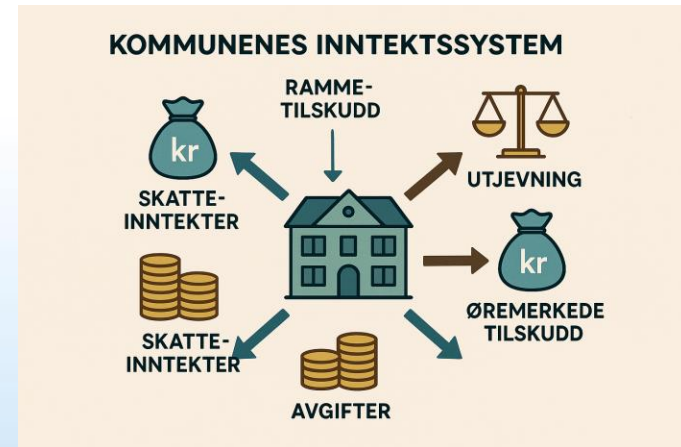 KOMMUNENES INNTEKTSSYSTEM
RAMME-
TILSKUDD
kr
SKATTE-
INNTEKTER
UTJEVNING
kr
ØREMERKEDE
TILSKUDD
SKATTE-
INNTEKTER
AVGIFTER